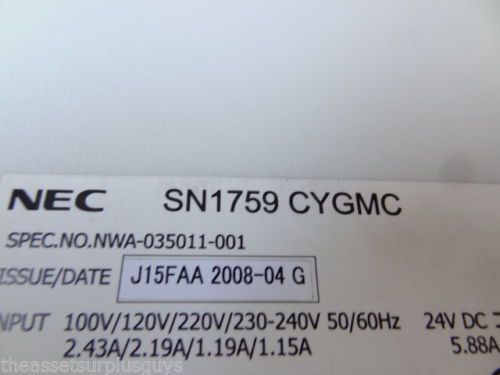 NEC SN1759 CYGMC
SPEC.NO.NWA-035011-001
ISSUE/DATE J15FAA 2008-04 G
NPUT 100V/120V/220V/230-240V 50/60Hz 24V DC
2.43A/2.19A/1.19A/1.15A 5.88A
theassetsurplusguys